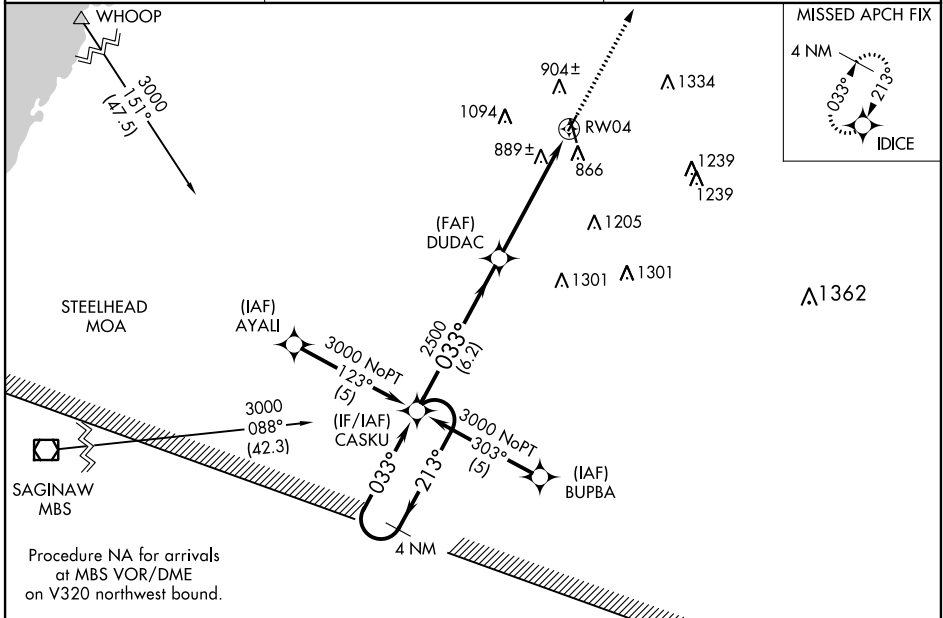 WHOOP
3000
151°
(47.5)
MISSED APCH FIX
4 NM
033°
213°
IDICE
904±
1334
1094
RW04
889±
866
1239
1239
1205
(FAF)
DUDAC
1301
1301
1362
STEELHEAD
MOA
(IAF)
AYALI
3000 NoPT
123°
(5)
2500
033°
(6.2)
3000
088°
(42.3)
(IF/IAF)
CASKU
3000 NoPT
303°
(5)
(IAF)
BUPBA
033°
213°
4 NM
SAGINAW
MBS
Procedure NA for arrivals
at MBS VOR/DME
on V320 northwest bound.